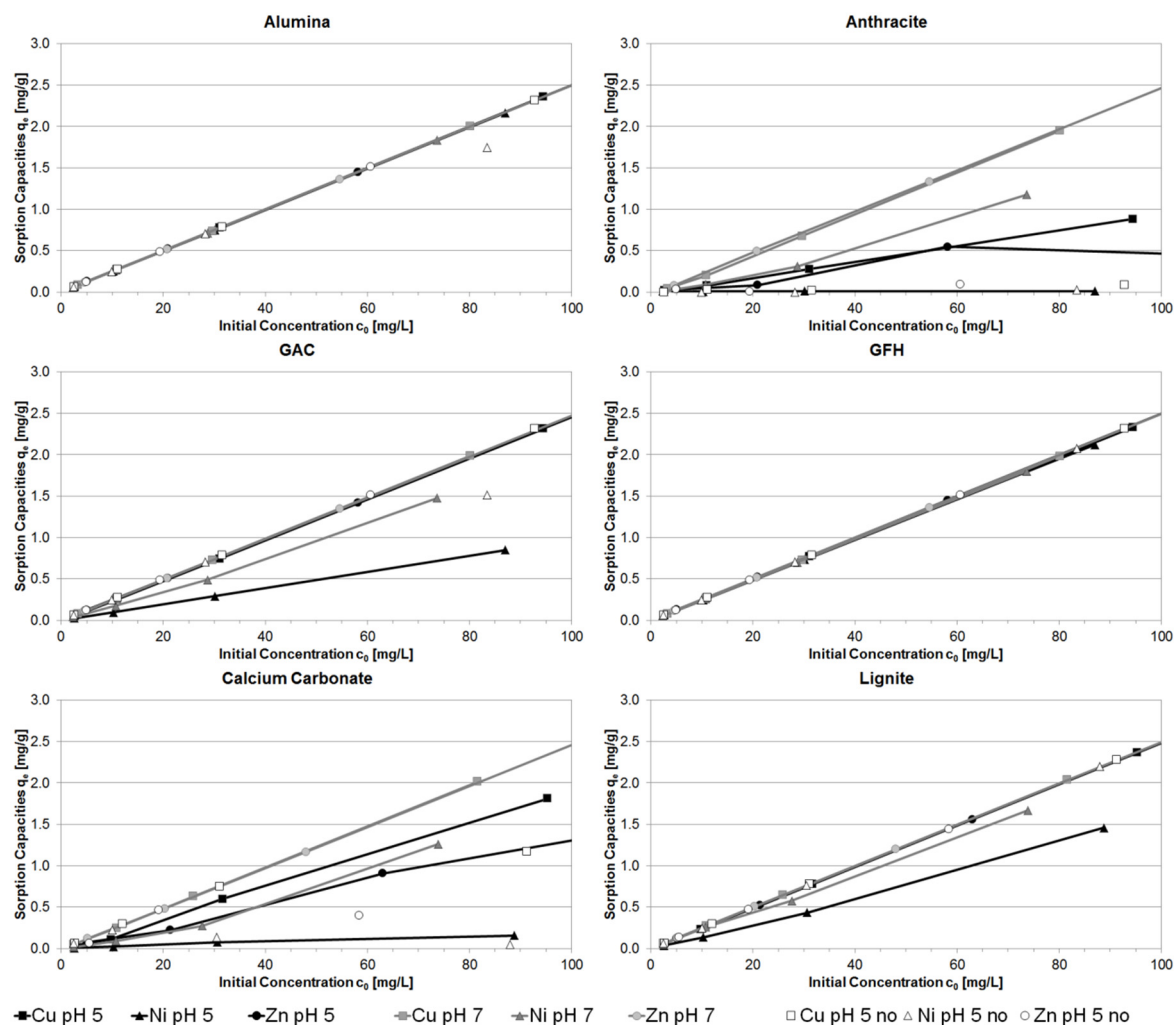 Alumina
Sorption Capacities qₑ [mg/g]
3.0
2.5
2.0
1.5
1.0
0.5
0.0
0 20 40 60 80 100
Initial Concentration c₀ [mg/L]
Anthracite
Sorption Capacities qₑ [mg/g]
3.0
2.5
2.0
1.5
1.0
0.5
0.0
0 20 40 60 80 100
Initial Concentration c₀ [mg/L]
GAC
Sorption Capacities qₑ [mg/g]
3.0
2.5
2.0
1.5
1.0
0.5
0.0
0 20 40 60 80 100
Initial Concentration c₀ [mg/L]
GFH
Sorption Capacities qₑ [mg/g]
3.0
2.5
2.0
1.5
1.0
0.5
0.0
0 20 40 60 80 100
Initial Concentration c₀ [mg/L]
Calcium Carbonate
Sorption Capacities qₑ [mg/g]
3.0
2.5
2.0
1.5
1.0
0.5
0.0
0 20 40 60 80 100
Initial Concentration c₀ [mg/L]
Lignite
Sorption Capacities qₑ [mg/g]
3.0
2.5
2.0
1.5
1.0
0.5
0.0
0 20 40 60 80 100
Initial Concentration c₀ [mg/L]
Cu pH 5 Ni pH 5 Zn pH 5 Cu pH 7 Ni pH 7 Zn pH 7 Cu pH 5 no Ni pH 5 no Zn pH 5 no